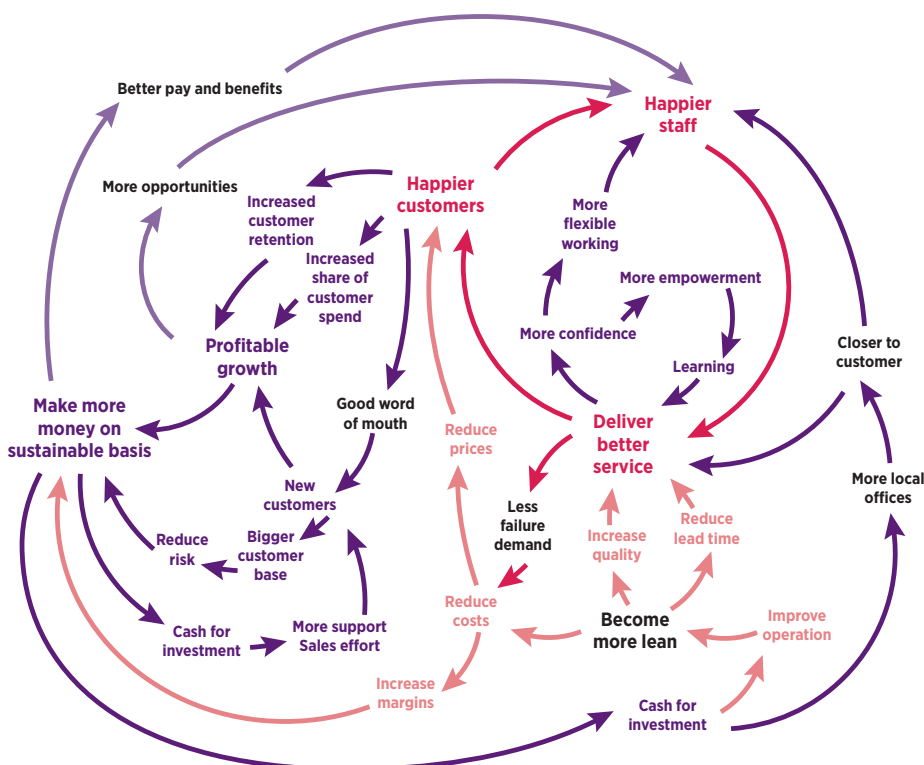 Better pay and benefits
Happier
staff
More opportunities
Happier
customers
Increased
customer
retention
More
flexible
working
Increased share of
customer
spend
More empowerment
More confidence
Closer to
customer
Profitable
growth
Learning
Make more
money on
sustainable basis
Good word
of mouth
Reduce
prices
Deliver
better
service
More local
offices
New
customers
Less
failure
demand
Increase
quality
Reduce
lead time
Reduce
risk
Bigger
customer
base
Reduce
costs
Become
more lean
Improve
operation
Cash for
investment
More support
Sales effort
Increase
margins
Cash for
investment